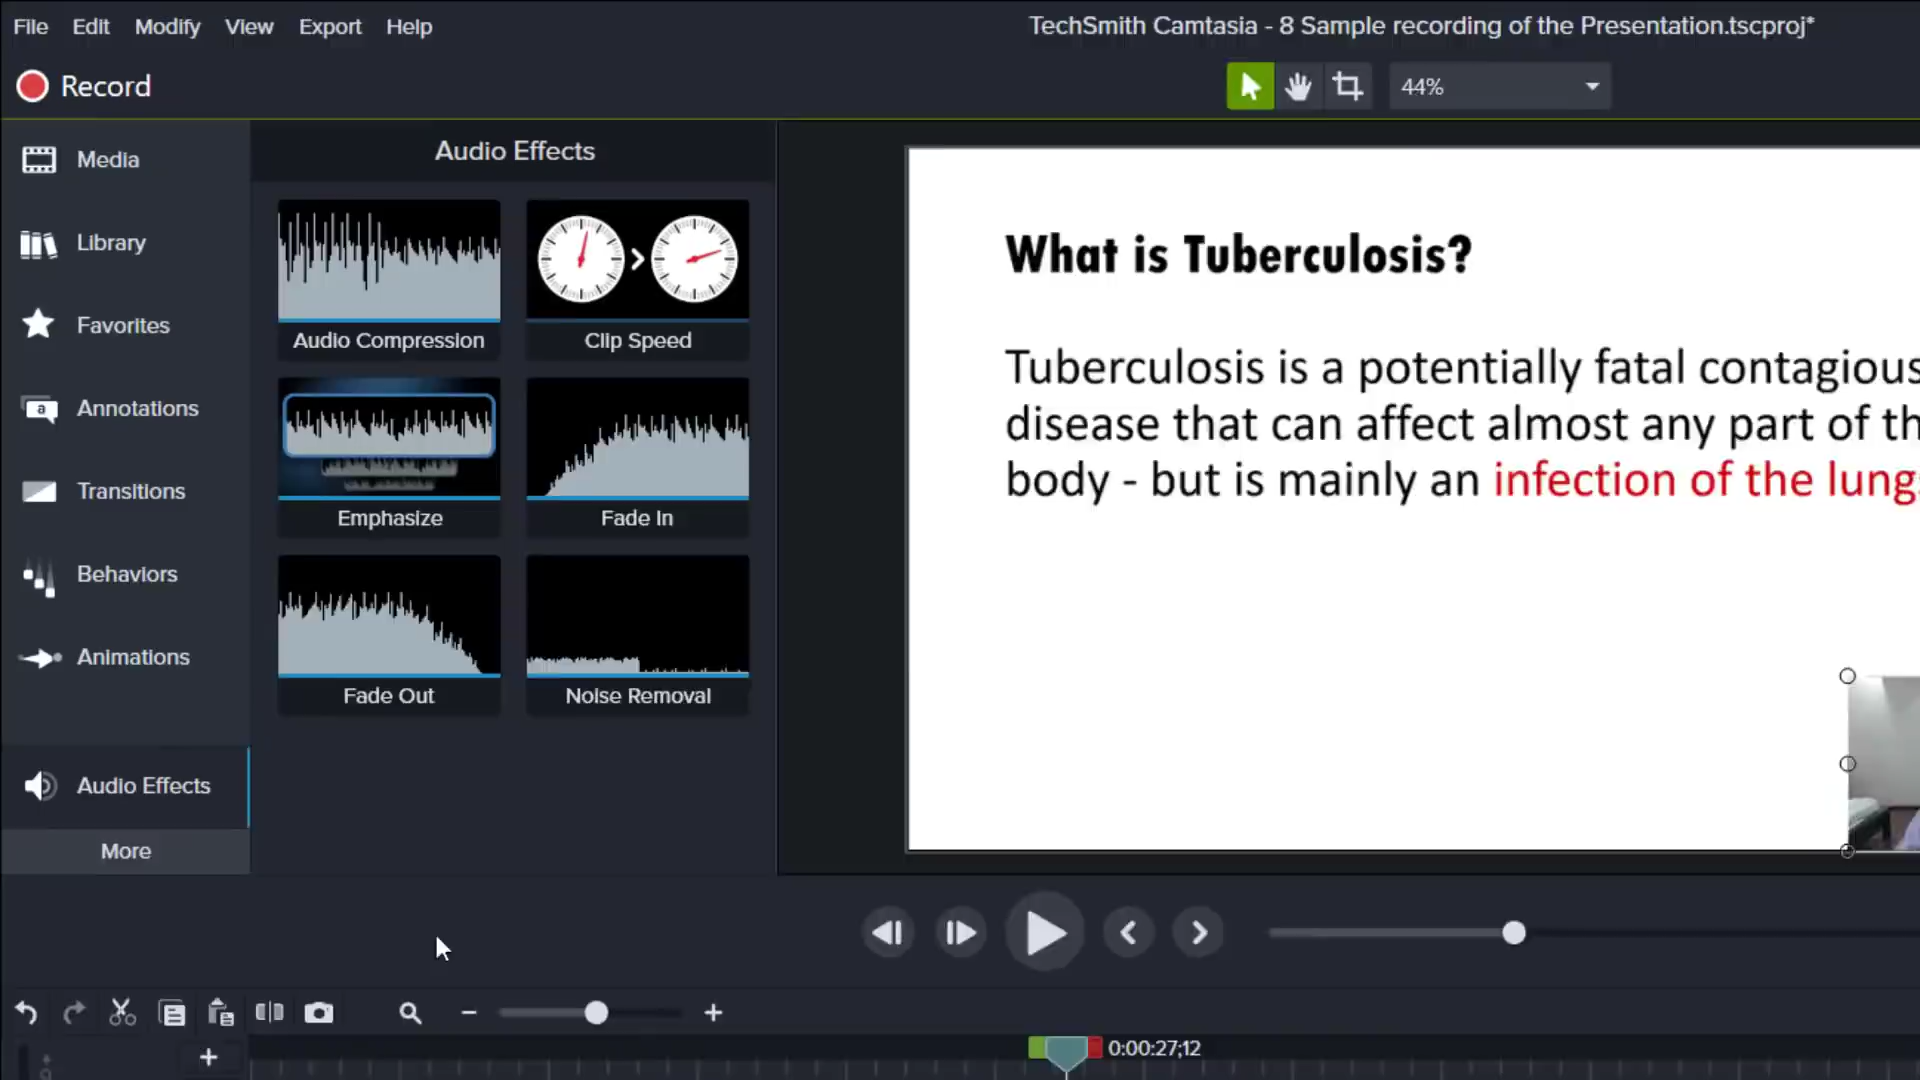 File Edit Modify View Export Help
TechSmith Camtasia - 8 Sample recording of the Presentation.tscproj*
Record
44%
Media
Library
Favorites
Annotations
Transitions
Behaviors
Animations
Audio Effects
More
Audio Effects
Audio Compression
Clip Speed
Emphasize
Fade In
Fade Out
Noise Removal
What is Tuberculosis?
Tuberculosis is a potentially fatal contagious
disease that can affect almost any part of th
body - but is mainly an infection of the lung
0:00:27;12